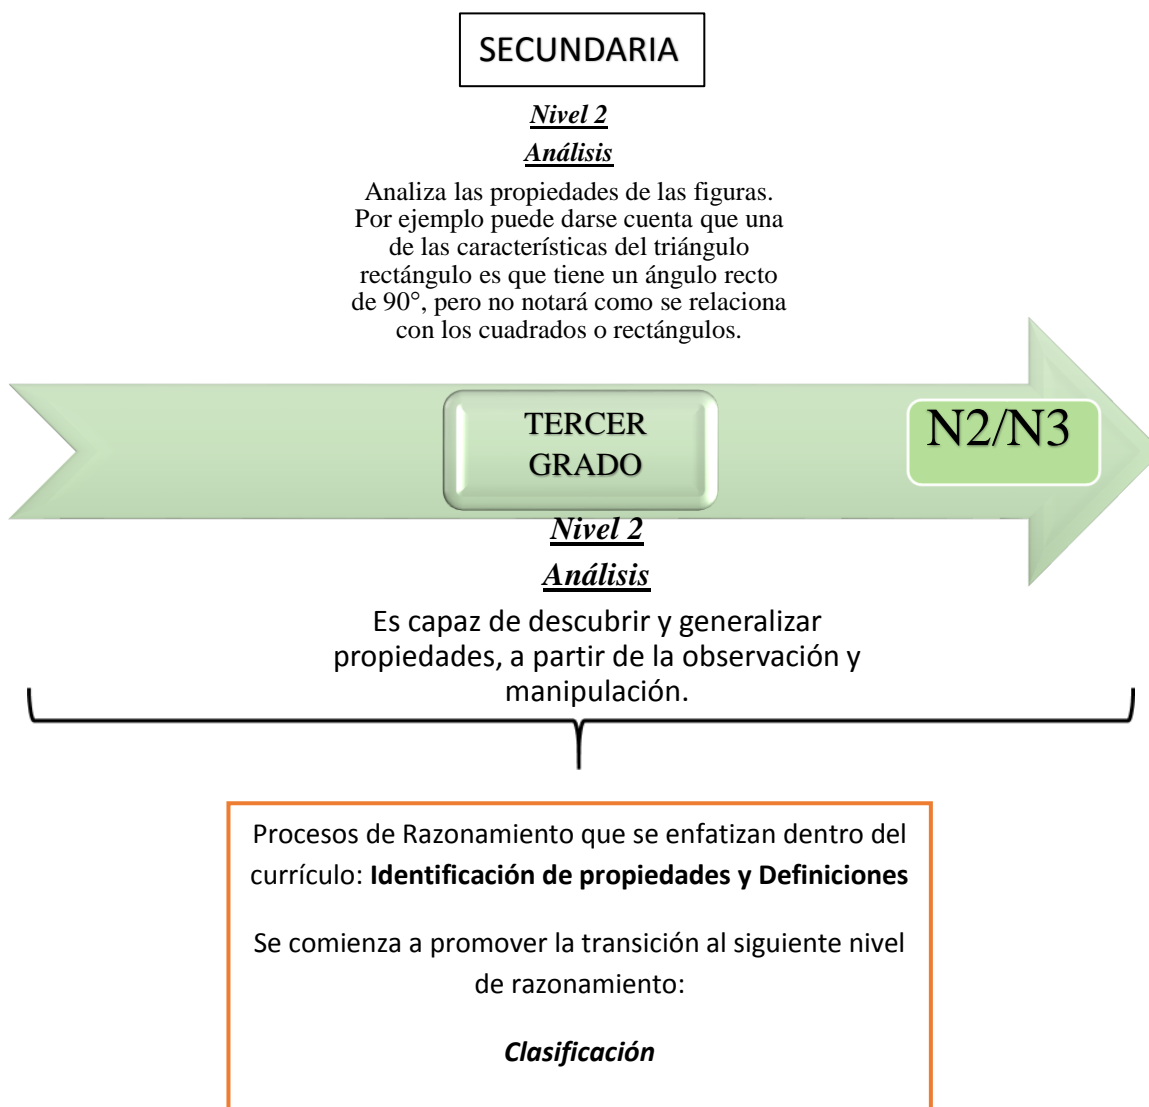 SECUNDARIA
Nivel 2
Análisis
Analiza las propiedades de las figuras.
Por ejemplo puede darse cuenta que una
de las características del triángulo
rectángulo es que tiene un ángulo recto
de 90°, pero no notará como se relaciona
con los cuadrados o rectángulos.
TERCER
GRADO
N2/N3
Nivel 2
Análisis
Es capaz de descubrir y generalizar
propiedades, a partir de la observación y
manipulación.
Procesos de Razonamiento que se enfatizan dentro del
currículo: Identificación de propiedades y Definiciones
Se comienza a promover la transición al siguiente nivel
de razonamiento:
Clasificación